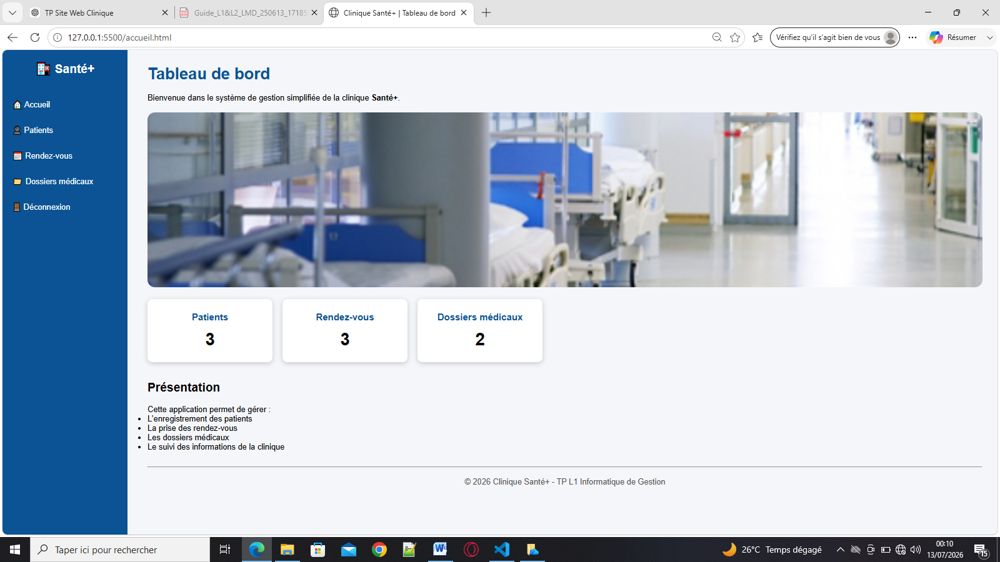 TP Site Web Clinique
Guide_L1&L2_LMD_250613_17185
Clinique Santé+ | Tableau de bord
127.0.0.1:5500/accueil.html
Vérifiez qu'il s'agit bien de vous
Résumer
Santé+
Accueil
Patients
Rendez-vous
Dossiers médicaux
Déconnexion
Tableau de bord
Bienvenue dans le système de gestion simplifiée de la clinique Santé+.
Patients
3
Rendez-vous
3
Dossiers médicaux
2
Présentation
Cette application permet de gérer :
• L'enregistrement des patients
• La prise des rendez-vous
• Les dossiers médicaux
• Le suivi des informations de la clinique
© 2026 Clinique Santé+ - TP L1 Informatique de Gestion
Taper ici pour rechercher
26°C Temps dégagé
00:10
13/07/2026
15